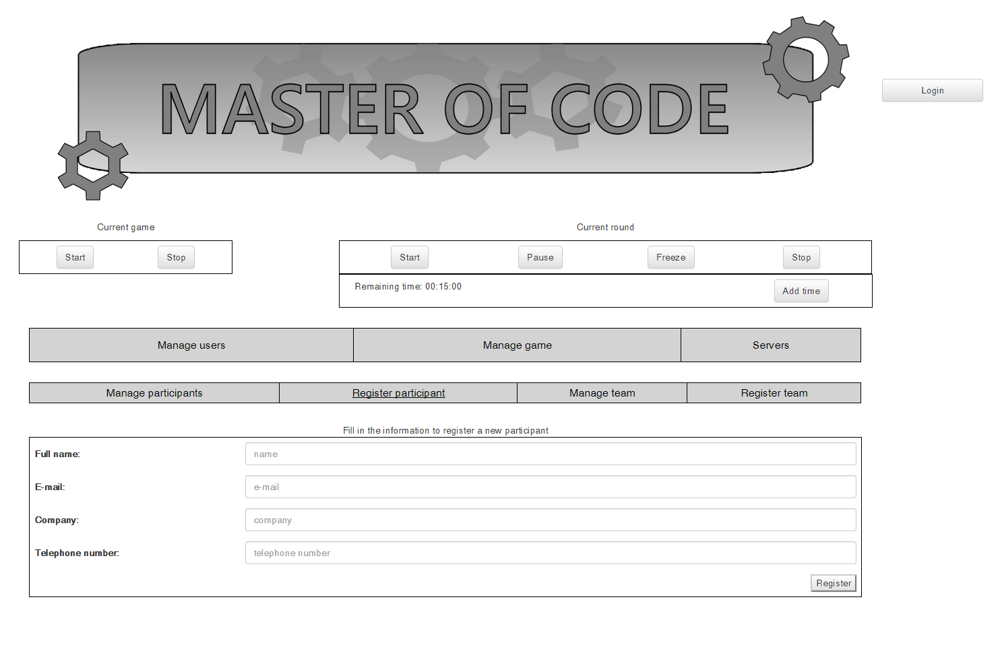 MASTER OF CODE
Login
Current game
Current round
Start Stop
Start Pause Freeze Stop
Remaining time: 00:15:00 Add time
Manage users Manage game Servers
Manage participants Register participant Manage team Register team
Fill in the information to register a new participant
Full name: name
E-mail: e-mail
Company: company
Telephone number: telephone number
Register